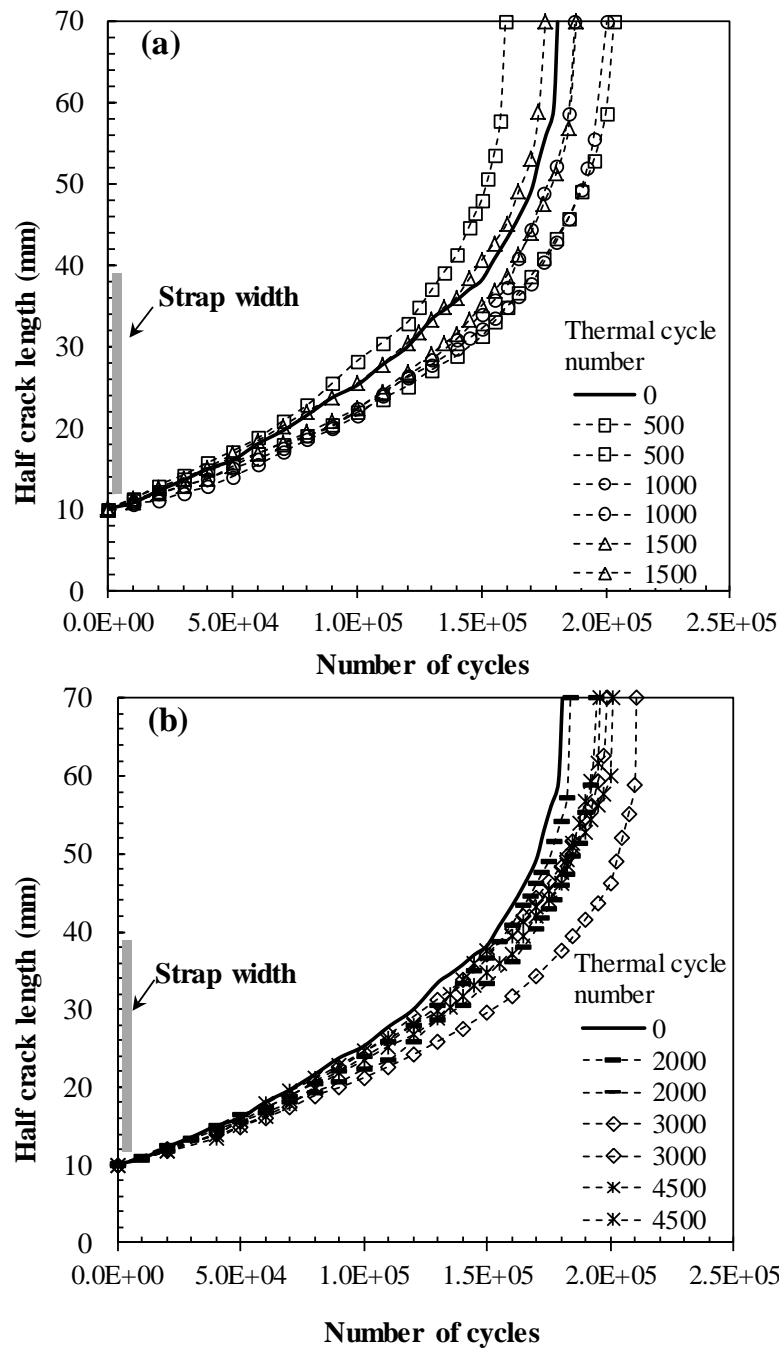 (a)
70
60
50
40
30
20
10
0
Half crack length (mm)
Strap width
Thermal cycle
number
0
500
500
1000
1000
1500
1500
0.0E+00 5.0E+04 1.0E+05 1.5E+05 2.0E+05 2.5E+05
Number of cycles
(b)
70
60
50
40
30
20
10
0
Half crack length (mm)
Strap width
Thermal cycle
number
0
2000
2000
3000
3000
4500
4500
0.0E+00 5.0E+04 1.0E+05 1.5E+05 2.0E+05 2.5E+05
Number of cycles